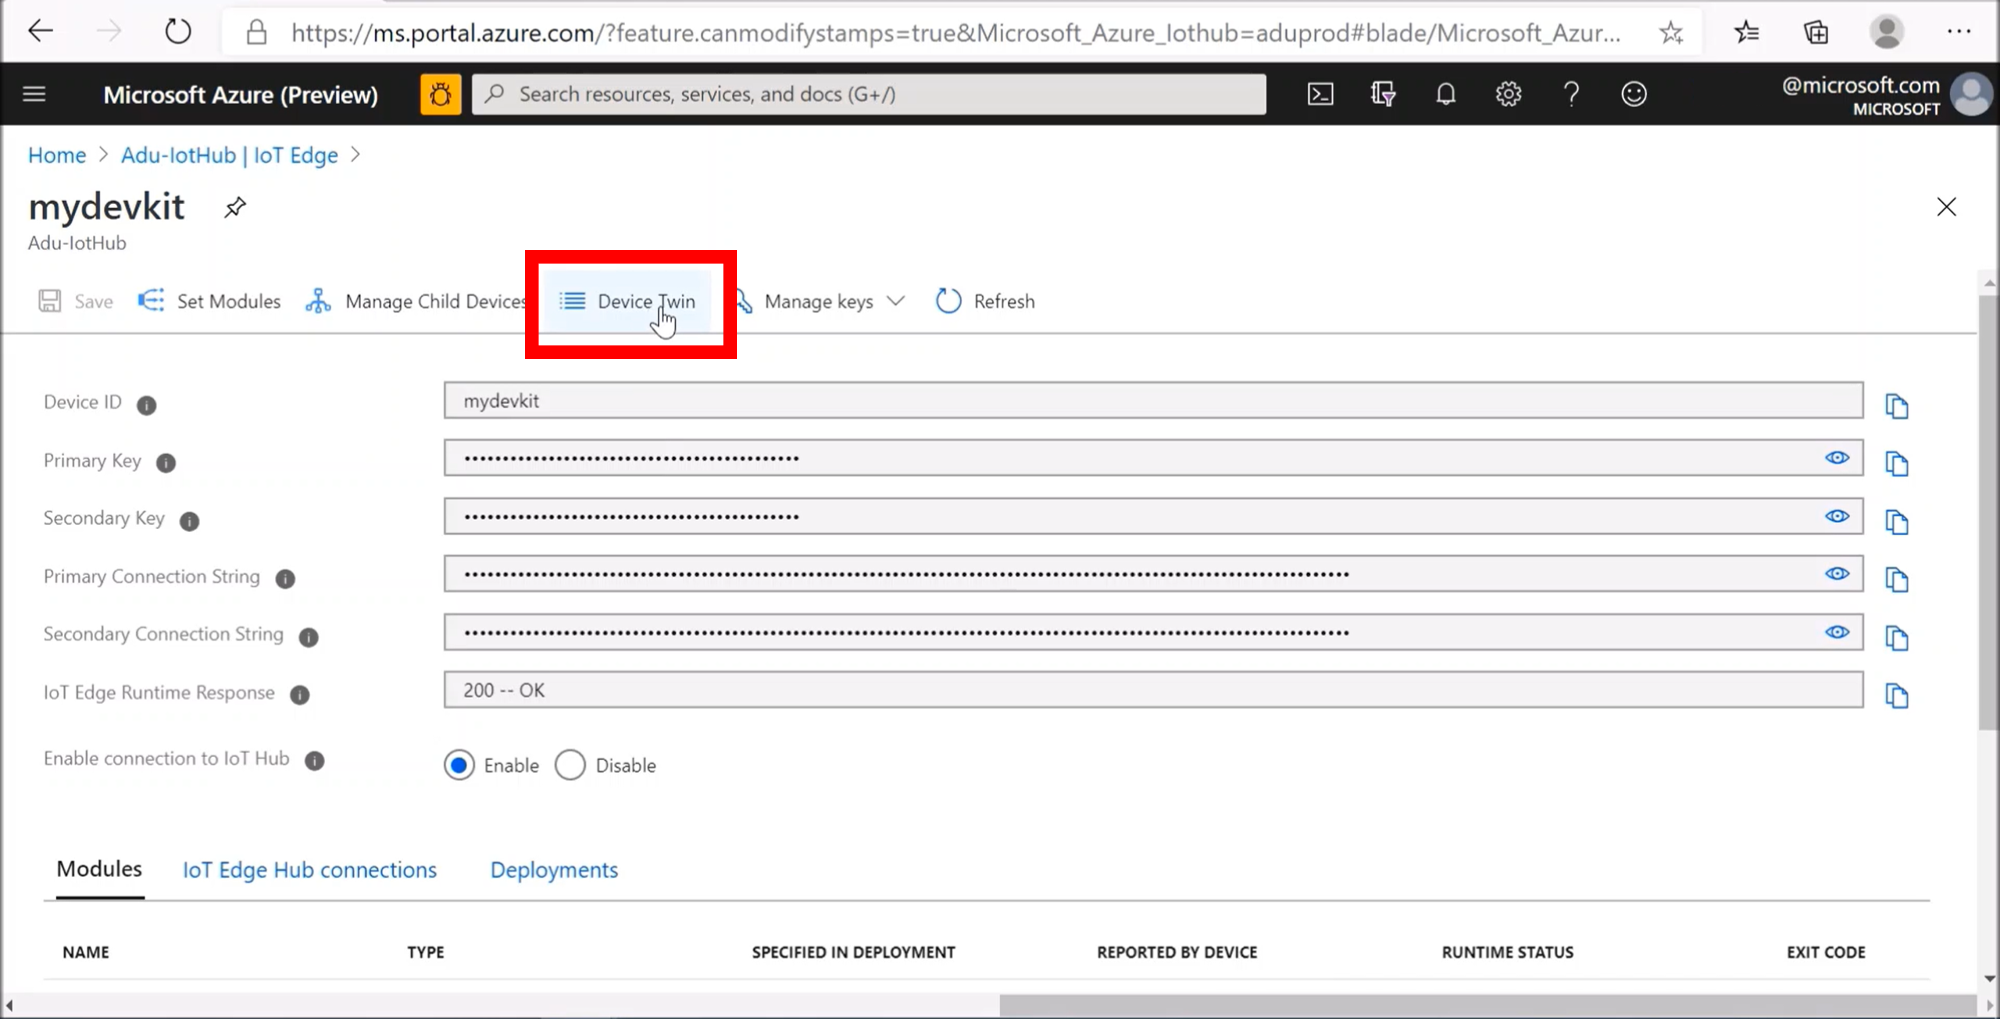 https://ms.portal.azure.com/?feature.canmodifystamps=true&Microsoft_Azure_Iothub=aduprod#blade/Microsoft_Azur...
Microsoft Azure (Preview)
Search resources, services, and docs (G+/)
@microsoft.com
MICROSOFT
Home > Adu-IotHub | IoT Edge >
mydevkit
Adu-IotHub
Save Set Modules Manage Child Devices Device Twin Manage keys Refresh
Device ID mydevkit
Primary Key ••••••••••••••••••••••••••••••••••••••••••••
Secondary Key ••••••••••••••••••••••••••••••••••••••••••••
Primary Connection String
Secondary Connection String
IoT Edge Runtime Response 200 -- OK
Enable connection to IoT Hub Enable Disable
Modules IoT Edge Hub connections Deployments
NAME TYPE SPECIFIED IN DEPLOYMENT REPORTED BY DEVICE RUNTIME STATUS EXIT CODE